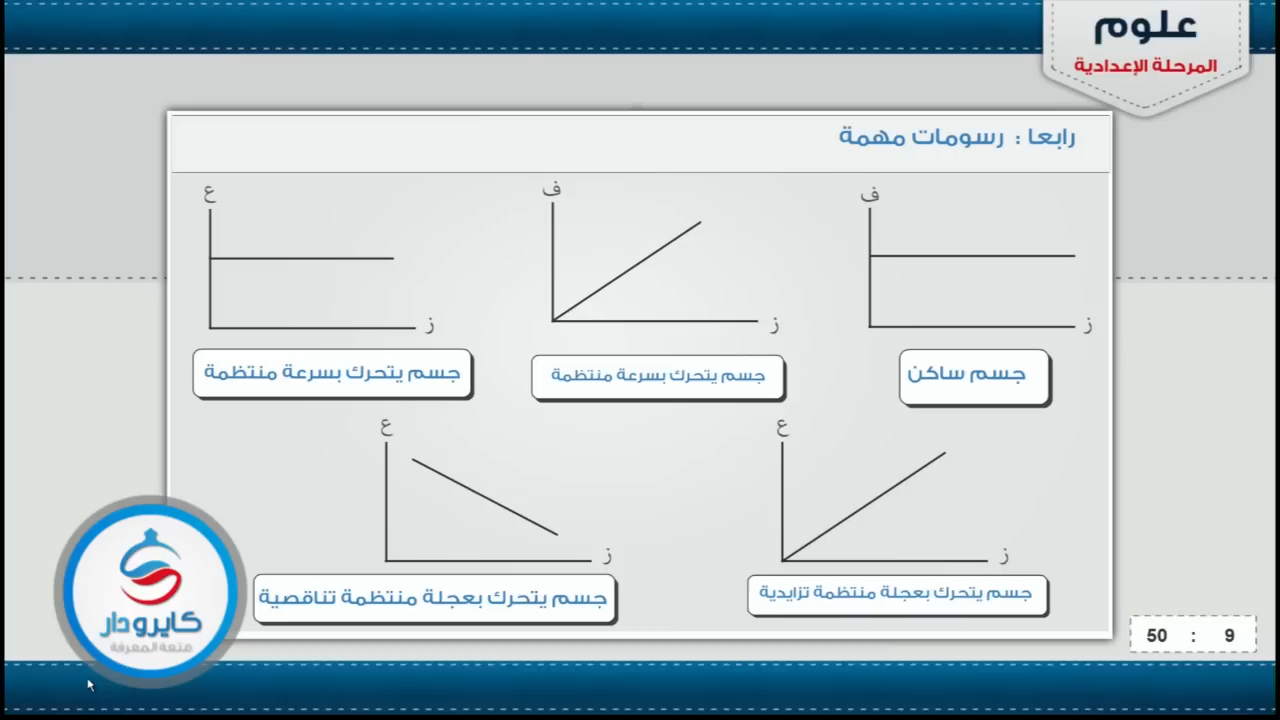 علوم
المرحلة الإعدادية
رابعا : رسومات مهمة
ف
ز
جسم ساكن
ف
ز
جسم يتحرك بسرعة منتظمة
ع
ز
جسم يتحرك بسرعة منتظمة
ع
ز
جسم يتحرك بعجلة منتظمة تزايدية
ع
ز
جسم يتحرك بعجلة منتظمة تناقصية
كايرودار
متعة المعرفة
50 : 9